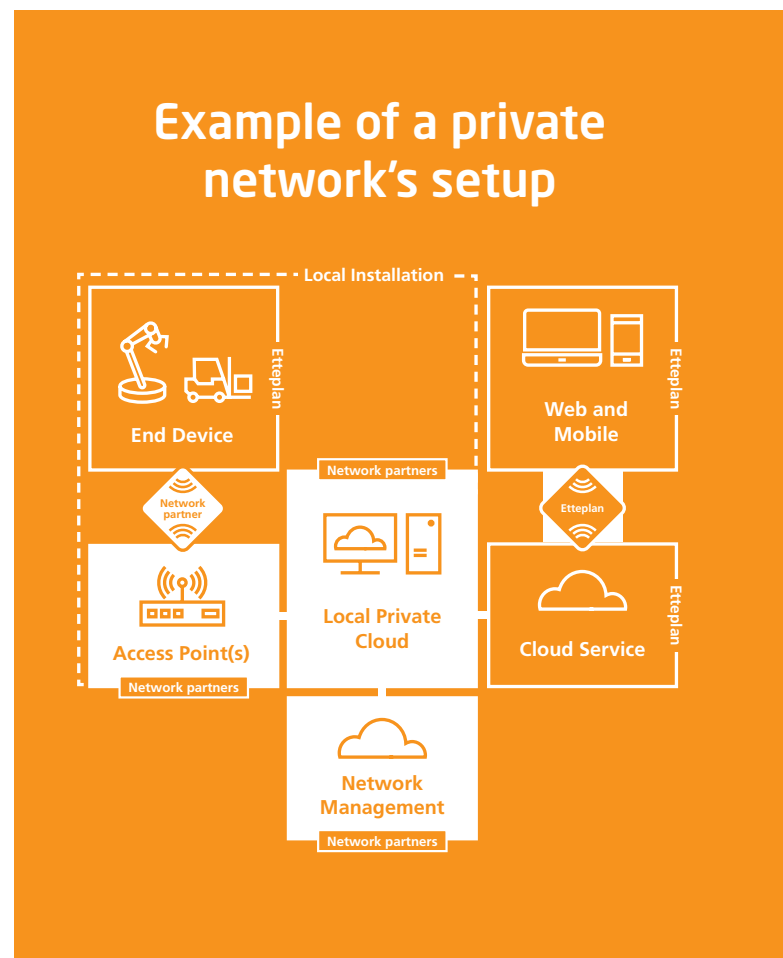 Example of a private
network's setup
Local Installation
Etteplan
End Device
Etteplan
Web and
Mobile
Network partners
Network
partner
Etteplan
Local Private
Cloud
Access Point(s)
Network partners
Etteplan
Cloud Service
Network
Management
Network partners